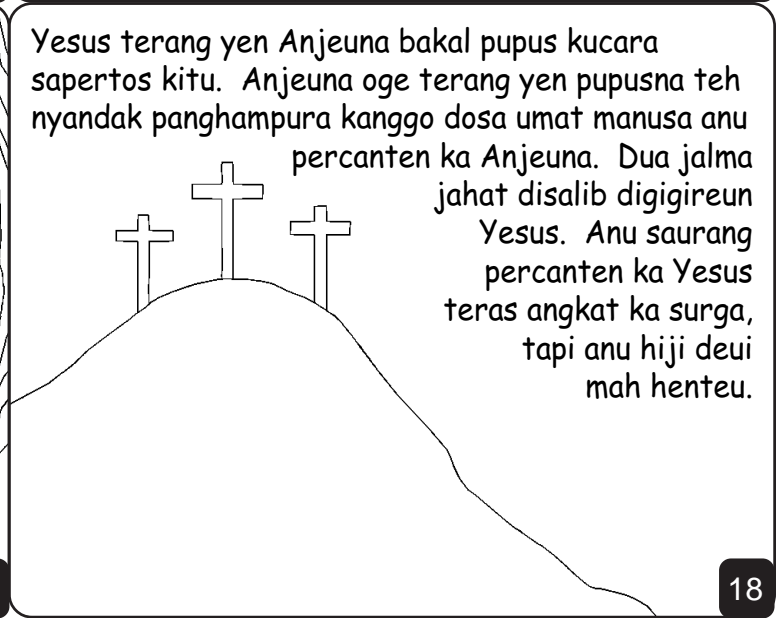 Yesus terang yen Anjeuna bakal pupus kucara
sapertos kitu. Anjeuna oge terang yen pupusna teh
nyandak panghampura kanggo dosa umat manusa anu
percanten ka Anjeuna. Dua jalma
jahat disalib digigireun
Yesus. Anu saurang
percanten ka Yesus
teras angkat ka surga,
tapi anu hiji deui
mah henteu.
18